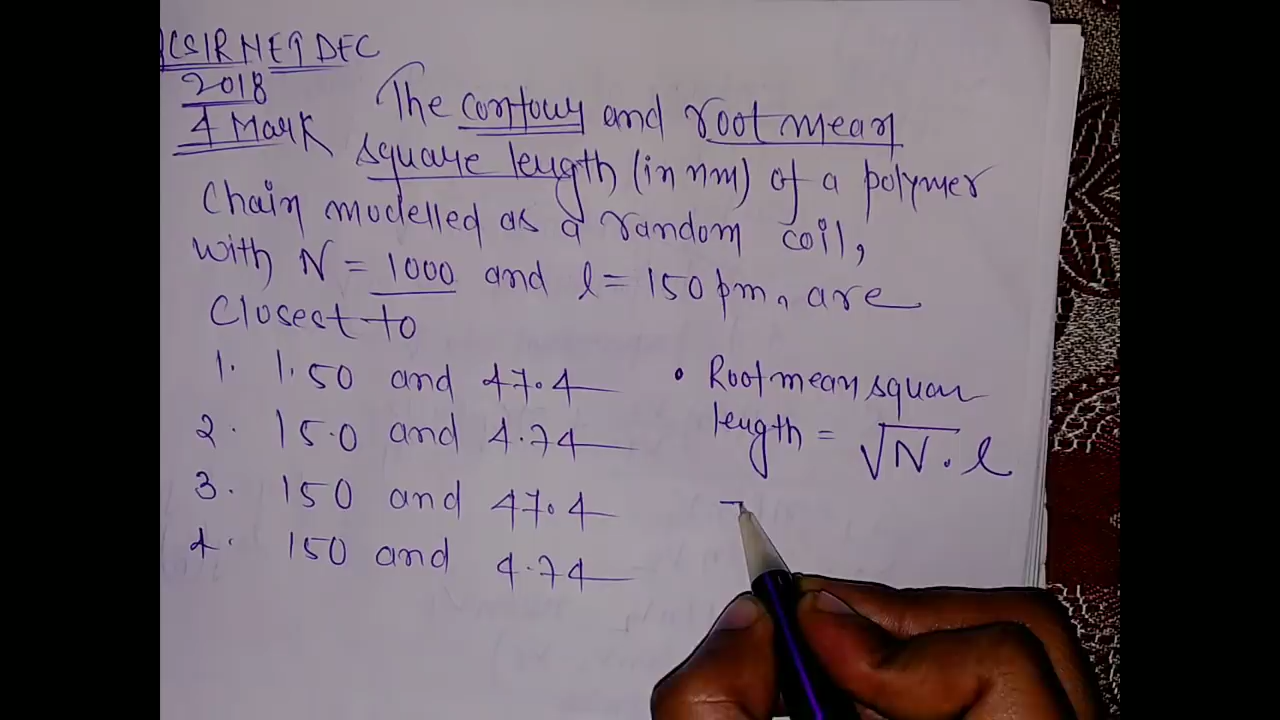 CSIR NET DEC
2018
4 Mark
The contour and root mean
square length (in nm) of a polymer
Chain modelled as a random coil,
with N = 1000 and l = 150 pm, are
Closest to
1. 1.50 and 47.4
2. 15.0 and 4.74
3. 150 and 47.4
4. 150 and 4.74
• Root mean squar
length = √N . l